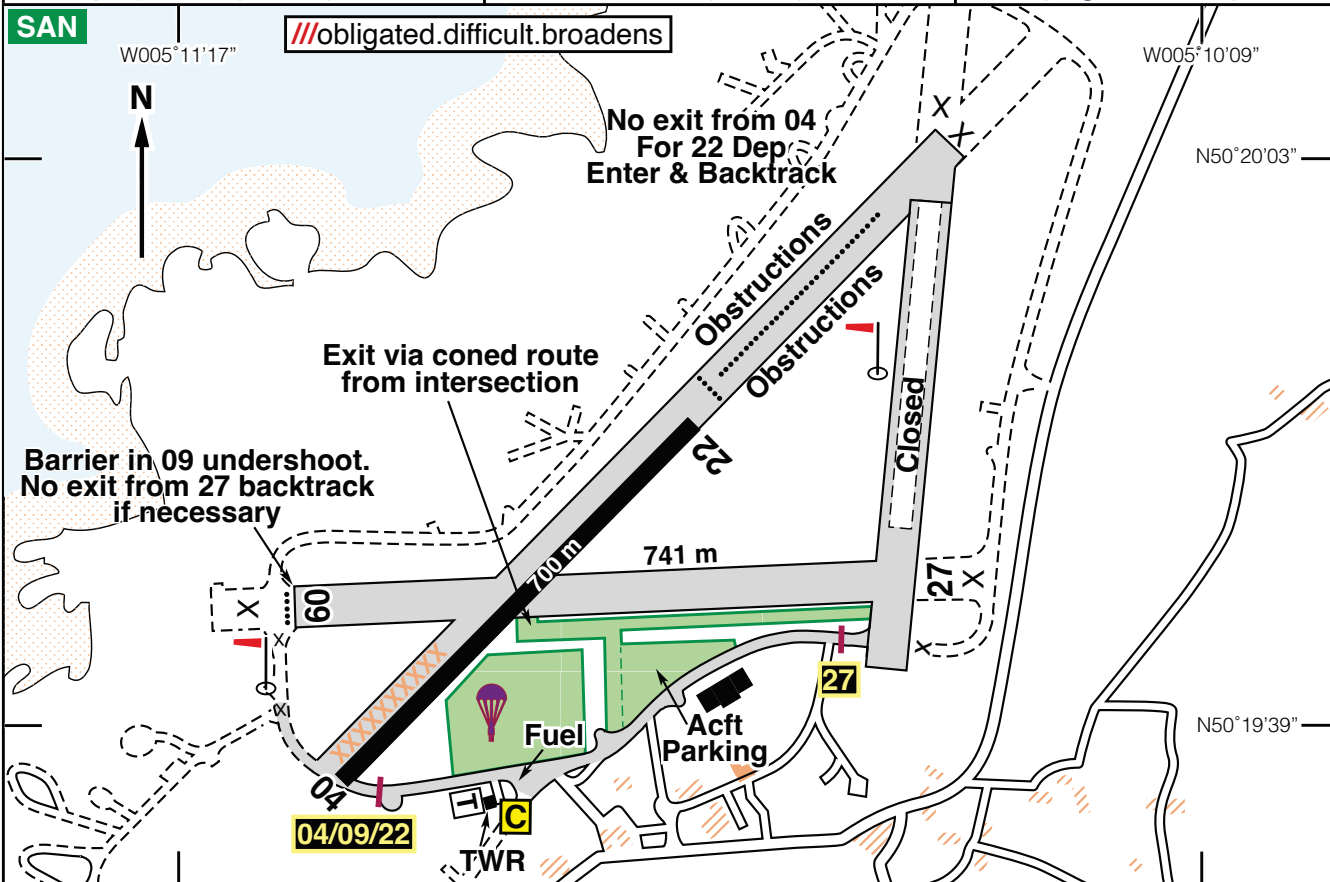 SAN
///obligated.difficult.broadens
W005°11'17"
W005°10'09"
N
No exit from 04
For 22 Dep
Enter & Backtrack
X
X
N50°20'03"
Obstructions
Obstructions
Exit via coned route
from intersection
Closed
22
Barrier in 09 undershoot.
No exit from 27 backtrack
if necessary
700 m
741 m
09
27
X
X
X
X
X
XXXXXXXXX
27
Fuel
Acft
Parking
N50°19'39"
04
T
C
04/09/22
TWR